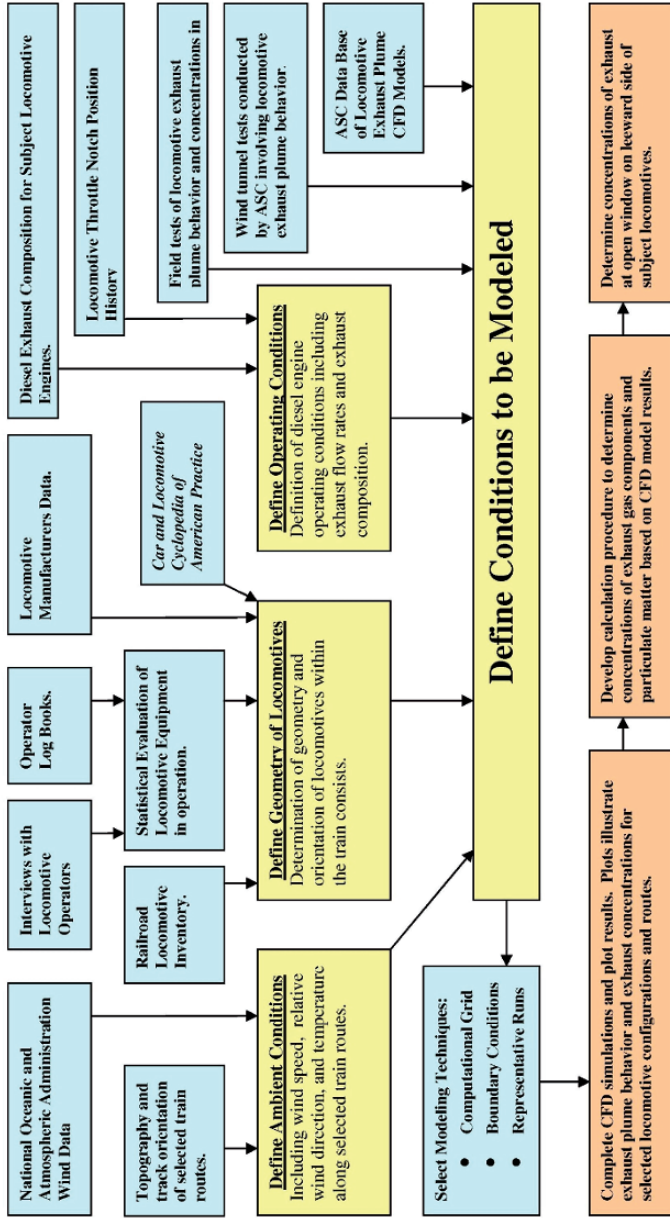 National Oceanic and
Atmospheric Administration
Wind Data
Interviews with
Locomotive
Operators
Operator
Log Books.
Locomotive
Manufacturers Data.
Diesel Exhaust Composition for Subject Locomotive
Engines.
Locomotive Throttle Notch Position
History
Topography and
track orientation
of selected train
routes.
Railroad
Locomotive
Inventory.
Statistical Evaluation of
Locomotive Equipment
in operation.
Car and Locomotive
Cyclopedia of
American Practice
Field tests of locomotive exhaust
plume behavior and concentrations in
Wind tunnel tests conducted
by ASC involving locomotive
exhaust plume behavior.
ASC Data Base
of Locomotive
Exhaust Plume
CFD Models.
Define Ambient Conditions
Including wind speed, relative
wind direction, and temperature
along selected train routes.
Define Geometry of Locomotives
Determination of geometry and
orientation of locomotives within
the train consists.
Define Operating Conditions
Definition of diesel engine
operating conditions including
exhaust flow rates and exhaust
composition.
Define Conditions to be Modeled
Select Modeling Techniques:
● Computational Grid
● Boundary Conditions
● Representative Runs
Complete CFD simulations and plot results. Plots illustrate
exhaust plume behavior and exhaust concentrations for
selected locomotive configurations and routes.
Develop calculation procedure to determine
concentrations of exhaust gas components and
particulate matter based on CFD model results.
Determine concentrations of exhaust
at open window on leeward side of
subject locomotives.